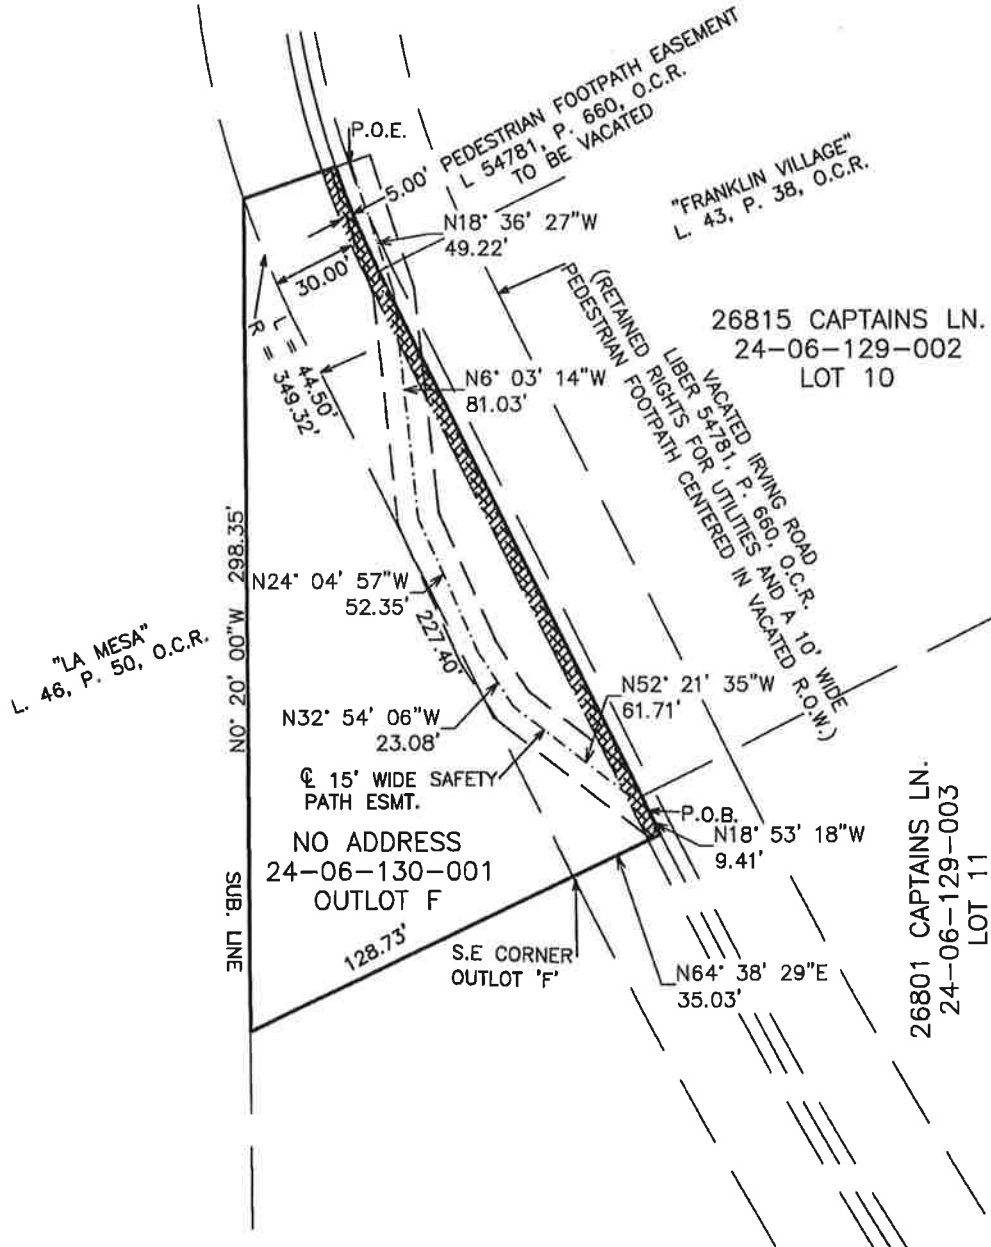 5.00' PEDESTRIAN FOOTPATH EASEMENT
L 54781, P. 660, O.C.R.
TO BE VACATED
P.O.E.
"FRANKLIN VILLAGE"
L. 43, P. 38, O.C.R.
N18° 36' 27"W
49.22'
30.00'
L = 44.50'
R = 349.32'
26815 CAPTAINS LN.
24-06-129-002
LOT 10
VACATED IRVING ROAD
LIBER 54781, P. 660, O.C.R.
(RETAINED RIGHTS FOR UTILITIES AND A 10' WIDE
PEDESTRIAN FOOTPATH CENTERED IN VACATED R.O.W.)
N6° 03' 14"W
81.03'
N0° 20' 00"W 298.35'
N24° 04' 57"W
52.35'
227.40'
"LA MESA"
L. 46, P. 50, O.C.R.
N32° 54' 06"W
23.08'
N52° 21' 35"W
61.71'
℄ 15' WIDE SAFETY
PATH ESMT.
P.O.B.
N18° 53' 18"W
9.41'
NO ADDRESS
24-06-130-001
OUTLOT F
SUB. LINE
128.73'
S.E CORNER
OUTLOT 'F'
N64° 38' 29"E
35.03'
26801 CAPTAINS LN.
24-06-129-003
LOT 11